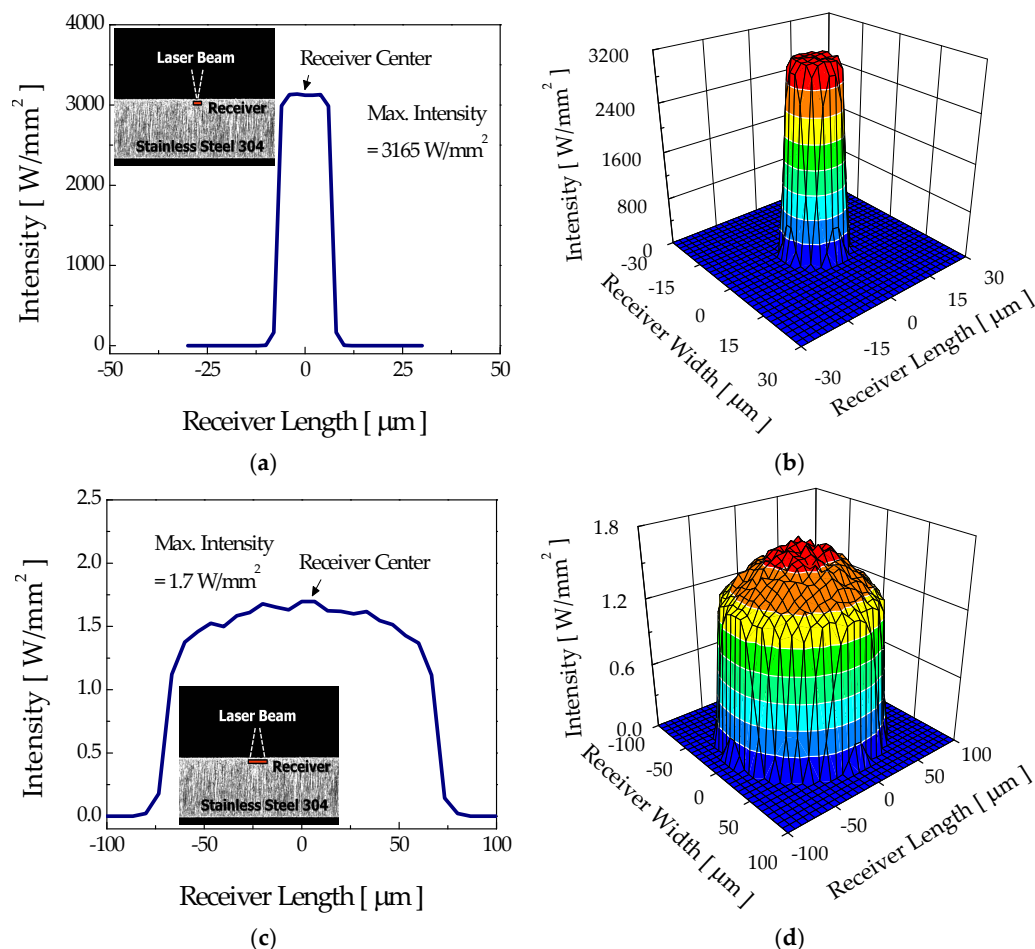 4000
3000
2000
1000
0
Intensity [ W/mm2 ]
Laser Beam
Receiver
Stainless Steel 304
Receiver Center
Max. Intensity
= 3165 W/mm2
-50 -25 0 25 50
Receiver Length [ μm ]
(a)
3200
2400
1600
800
0
Intensity [ W/mm2 ]
-30
-15
0
15
30
Receiver Width [ μm ]
30
15
0
-15
-30
Receiver Length [ μm ]
(b)
2.5
2.0
1.5
1.0
0.5
0.0
Intensity [ W/mm2 ]
Max. Intensity
= 1.7 W/mm2
Receiver Center
Laser Beam
Receiver
Stainless Steel 304
-100 -50 0 50 100
Receiver Length [ μm ]
(c)
1.8
1.2
0.6
0.0
Intensity [ W/mm2 ]
-100
-50
0
50
100
Receiver Width [ μm ]
100
50
0
-50
-100
Receiver Length [ μm ]
(d)